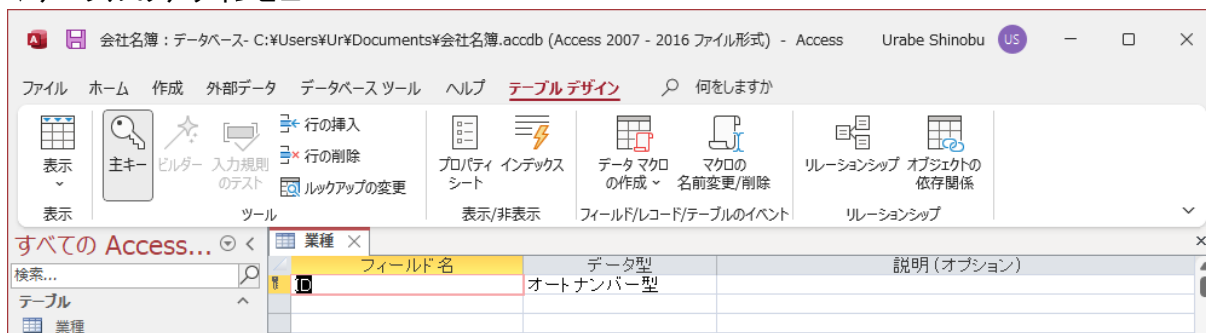 会社名簿 : データベース- C:¥Users¥Ur¥Documents¥会社名簿.accdb (Access 2007 - 2016 ファイル形式) - Access Urabe Shinobu US
ファイル ホーム 作成 外部データ データベース ツール ヘルプ テーブル デザイン 何をしますか
表示
主キー
ビルダー
入力規則
のテスト
行の挿入
行の削除
ルックアップの変更
プロパティ
シート
インデックス
データ マクロ
の作成
マクロの
名前変更/削除
リレーションシップ
オブジェクトの
依存関係
表示 ツール 表示/非表示 フィールド/レコード/テーブルのイベント リレーションシップ
すべての Access...
業種
検索...
フィールド名 データ型 説明 (オプション)
ID オートナンバー型
テーブル
業種